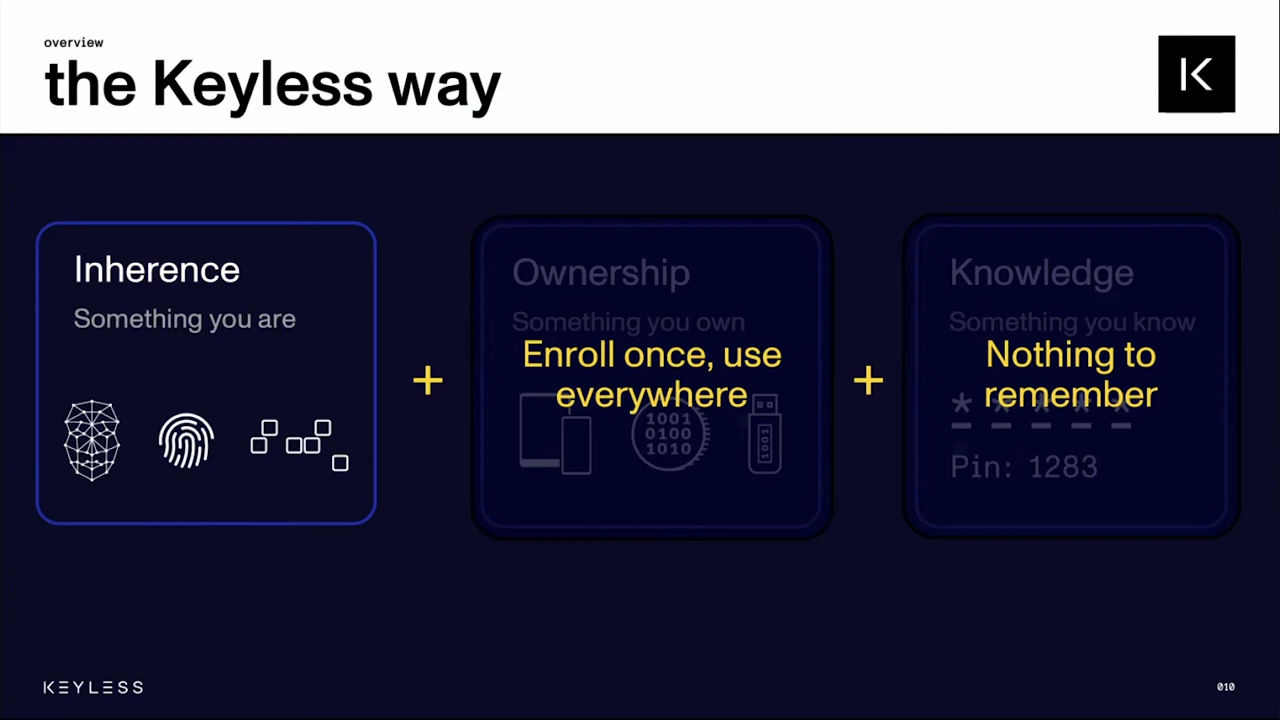 overview
the Keyless way
K
Inherence
Something you are
+
Ownership
Something you own
Enroll once, use
everywhere
1001
0100
1010
1001
+
Knowledge
Something you know
Nothing to
remember
* * * * *
Pin: 1283
KEYLESS
010